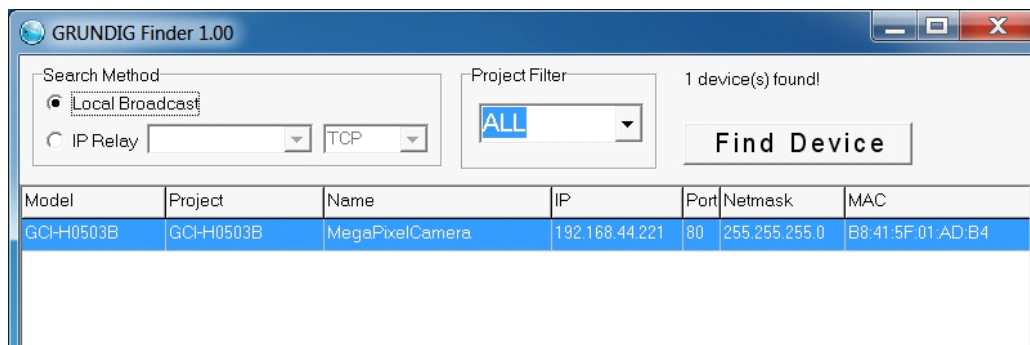 GRUNDIG Finder 1.00
Search Method
Local Broadcast
IP Relay
TCP
Project Filter
ALL
1 device(s) found!
Find Device
Model Project Name IP Port Netmask MAC
GCI-H0503B GCI-H0503B MegaPixelCamera 192.168.44.221 80 255.255.255.0 B8:41:5F:01:AD:B4